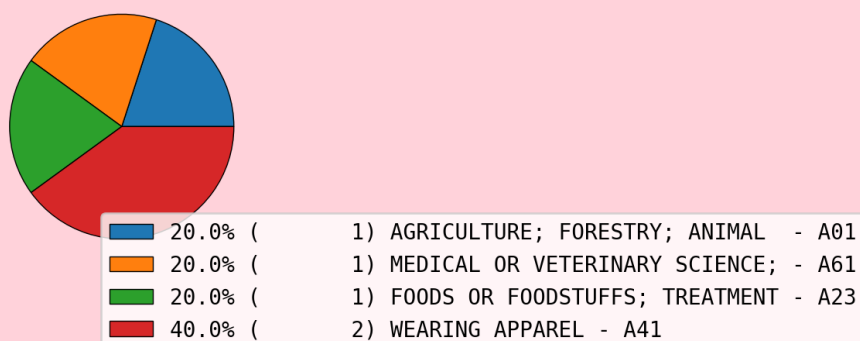 20.0% (       1) AGRICULTURE; FORESTRY; ANIMAL  - A01
20.0% (       1) MEDICAL OR VETERINARY SCIENCE; - A61
20.0% (       1) FOODS OR FOODSTUFFS; TREATMENT - A23
40.0% (       2) WEARING APPAREL - A41